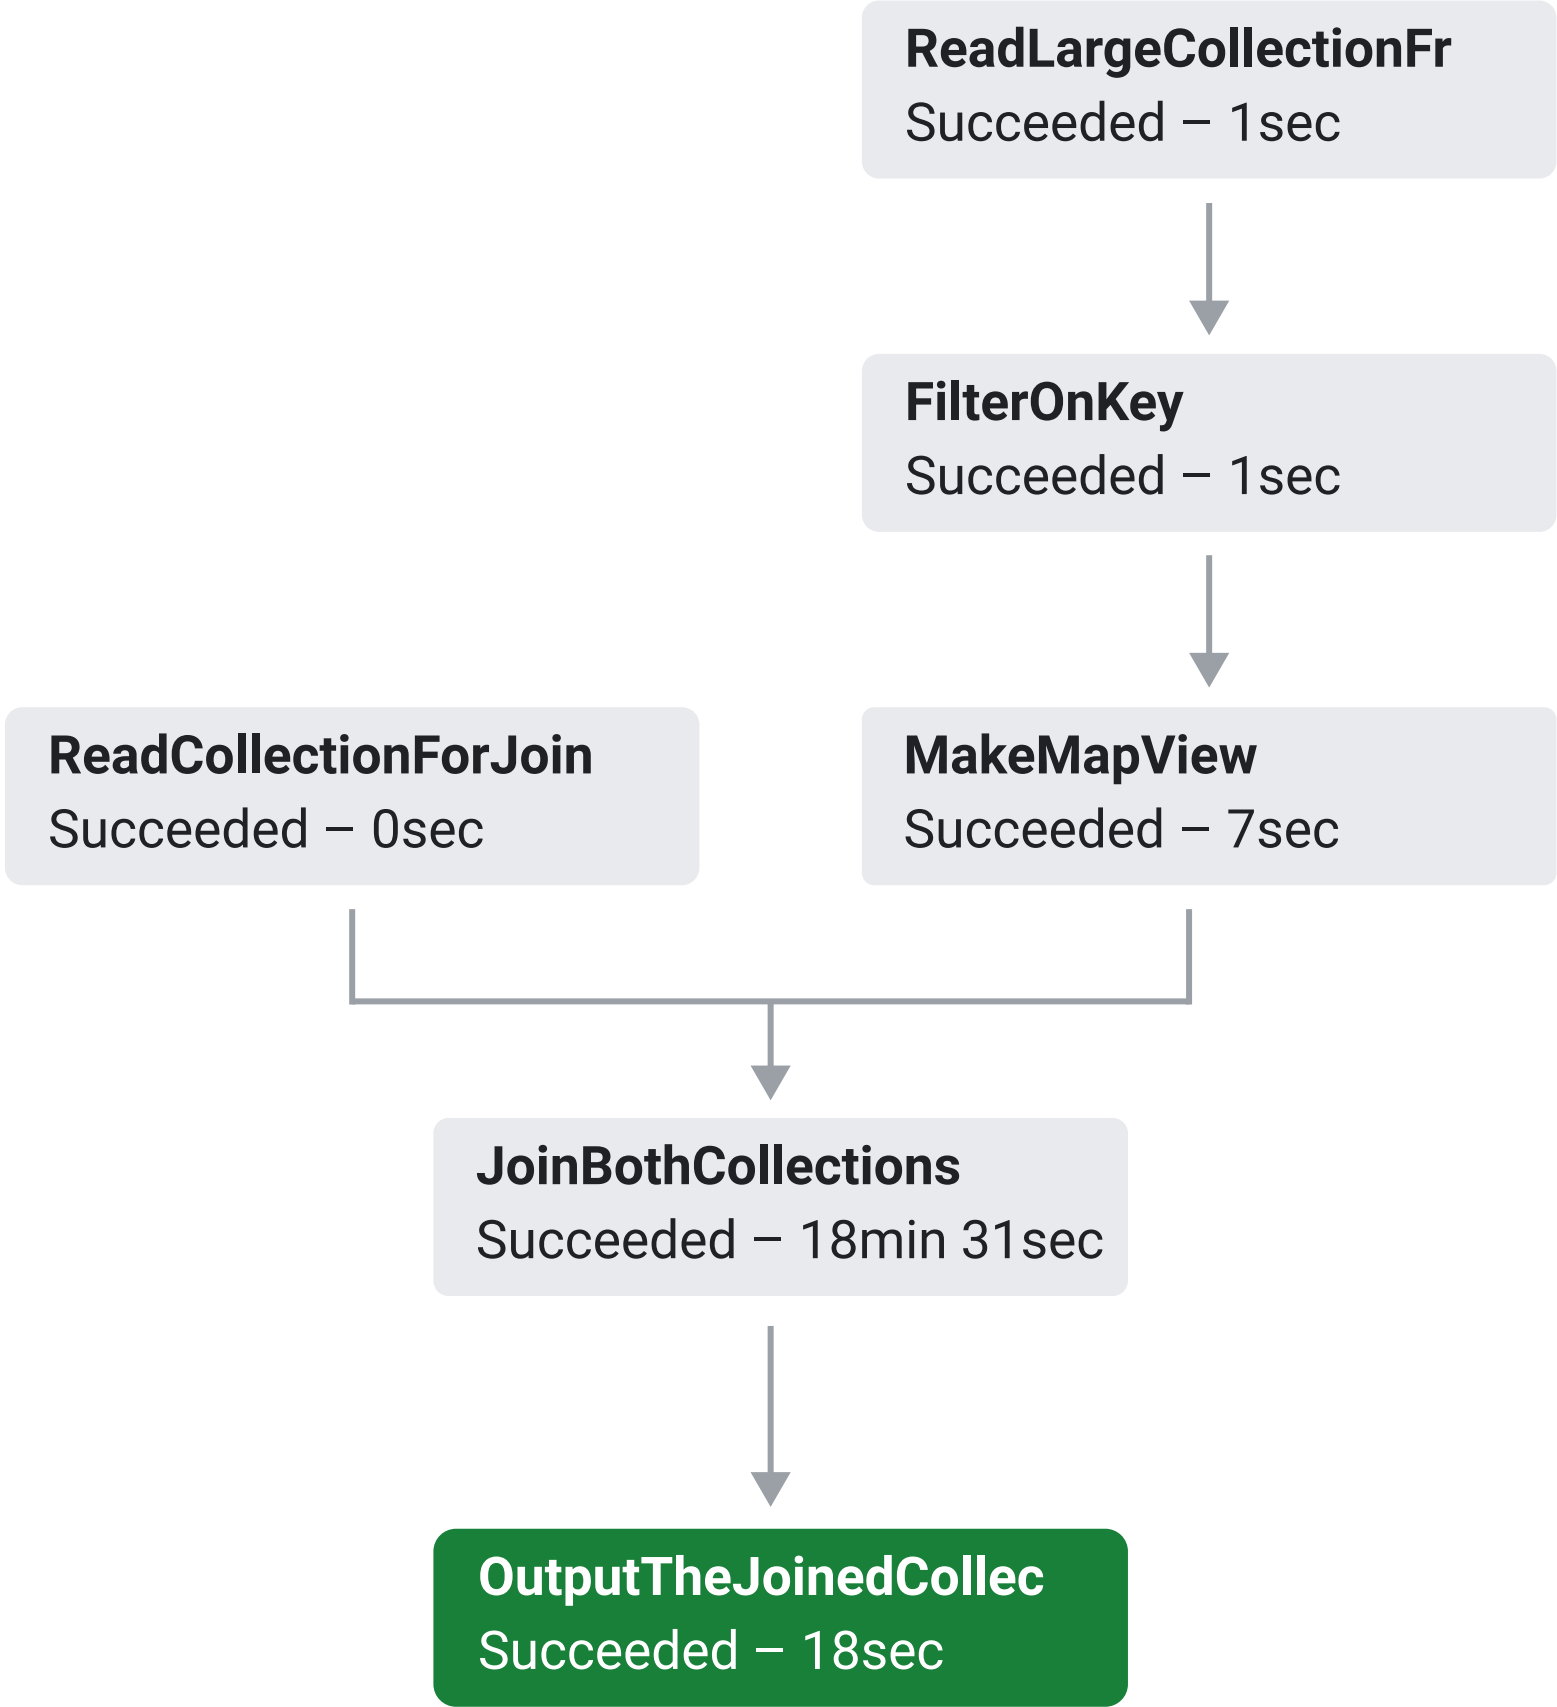 ReadLargeCollectionFr
Succeeded – 1sec
FilterOnKey
Succeeded – 1sec
ReadCollectionForJoin
Succeeded – 0sec
MakeMapView
Succeeded – 7sec
JoinBothCollections
Succeeded – 18min 31sec
OutputTheJoinedCollec
Succeeded – 18sec